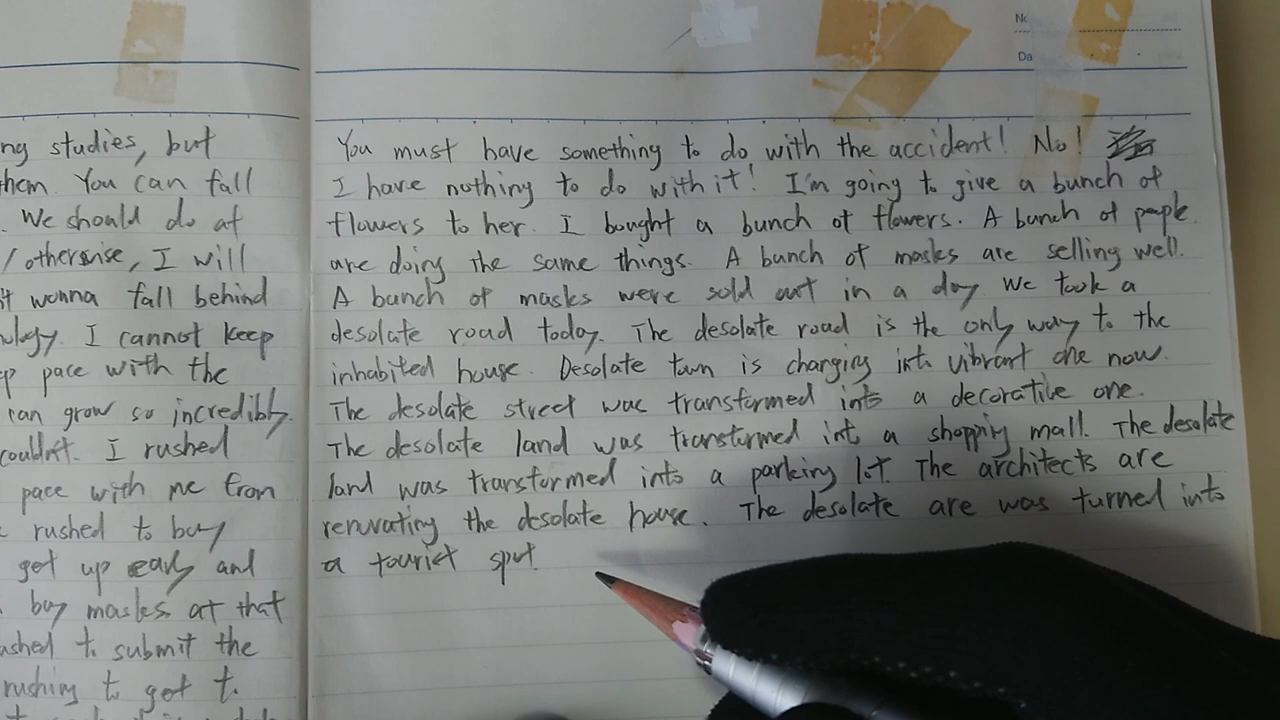 ng studies, but
hem. You can fall
. We should do at
/ otherwise, I will
it wanna fall behind
I cannot keep
p pace with the
can grow so incredibly.
couldn't. I rushed
pace with me from
rushed to buy
get up early and
buy masks at that
ushed to submit the
rushing to get t.
No
Da
You must have something to do with the accident! No!
I have nothing to do with it! I'm going to give a bunch of
flowers to her. I bought a bunch of flowers. A bunch of people
are doing the same things. A bunch of masks are selling well.
A bunch of masks were sold out in a day. We took a
desolate road today. The desolate road is the only way to the
inhabited house. Desolate town is changing into vibrant one now.
The desolate street was transformed into a decorative one.
The desolate land was transformed into a shopping mall. The desolate
land was transformed into a parking lot. The architects are
renovating the desolate house. The desolate are was turned into
a tourist spot.